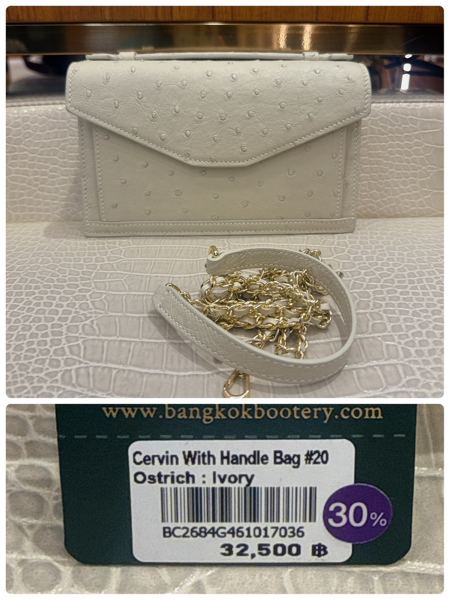 www.bangkokbootery.com
Cervin With Handle Bag #20
Ostrich : Ivory
BC2684G461017036
32,500 ฿
30%